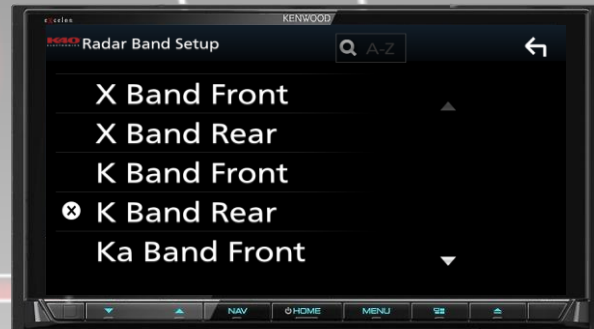 eXcelon
KENWOOD
Radar Band Setup
A-Z
X Band Front
X Band Rear
K Band Front
K Band Rear
Ka Band Front
NAV
HOME
MENU